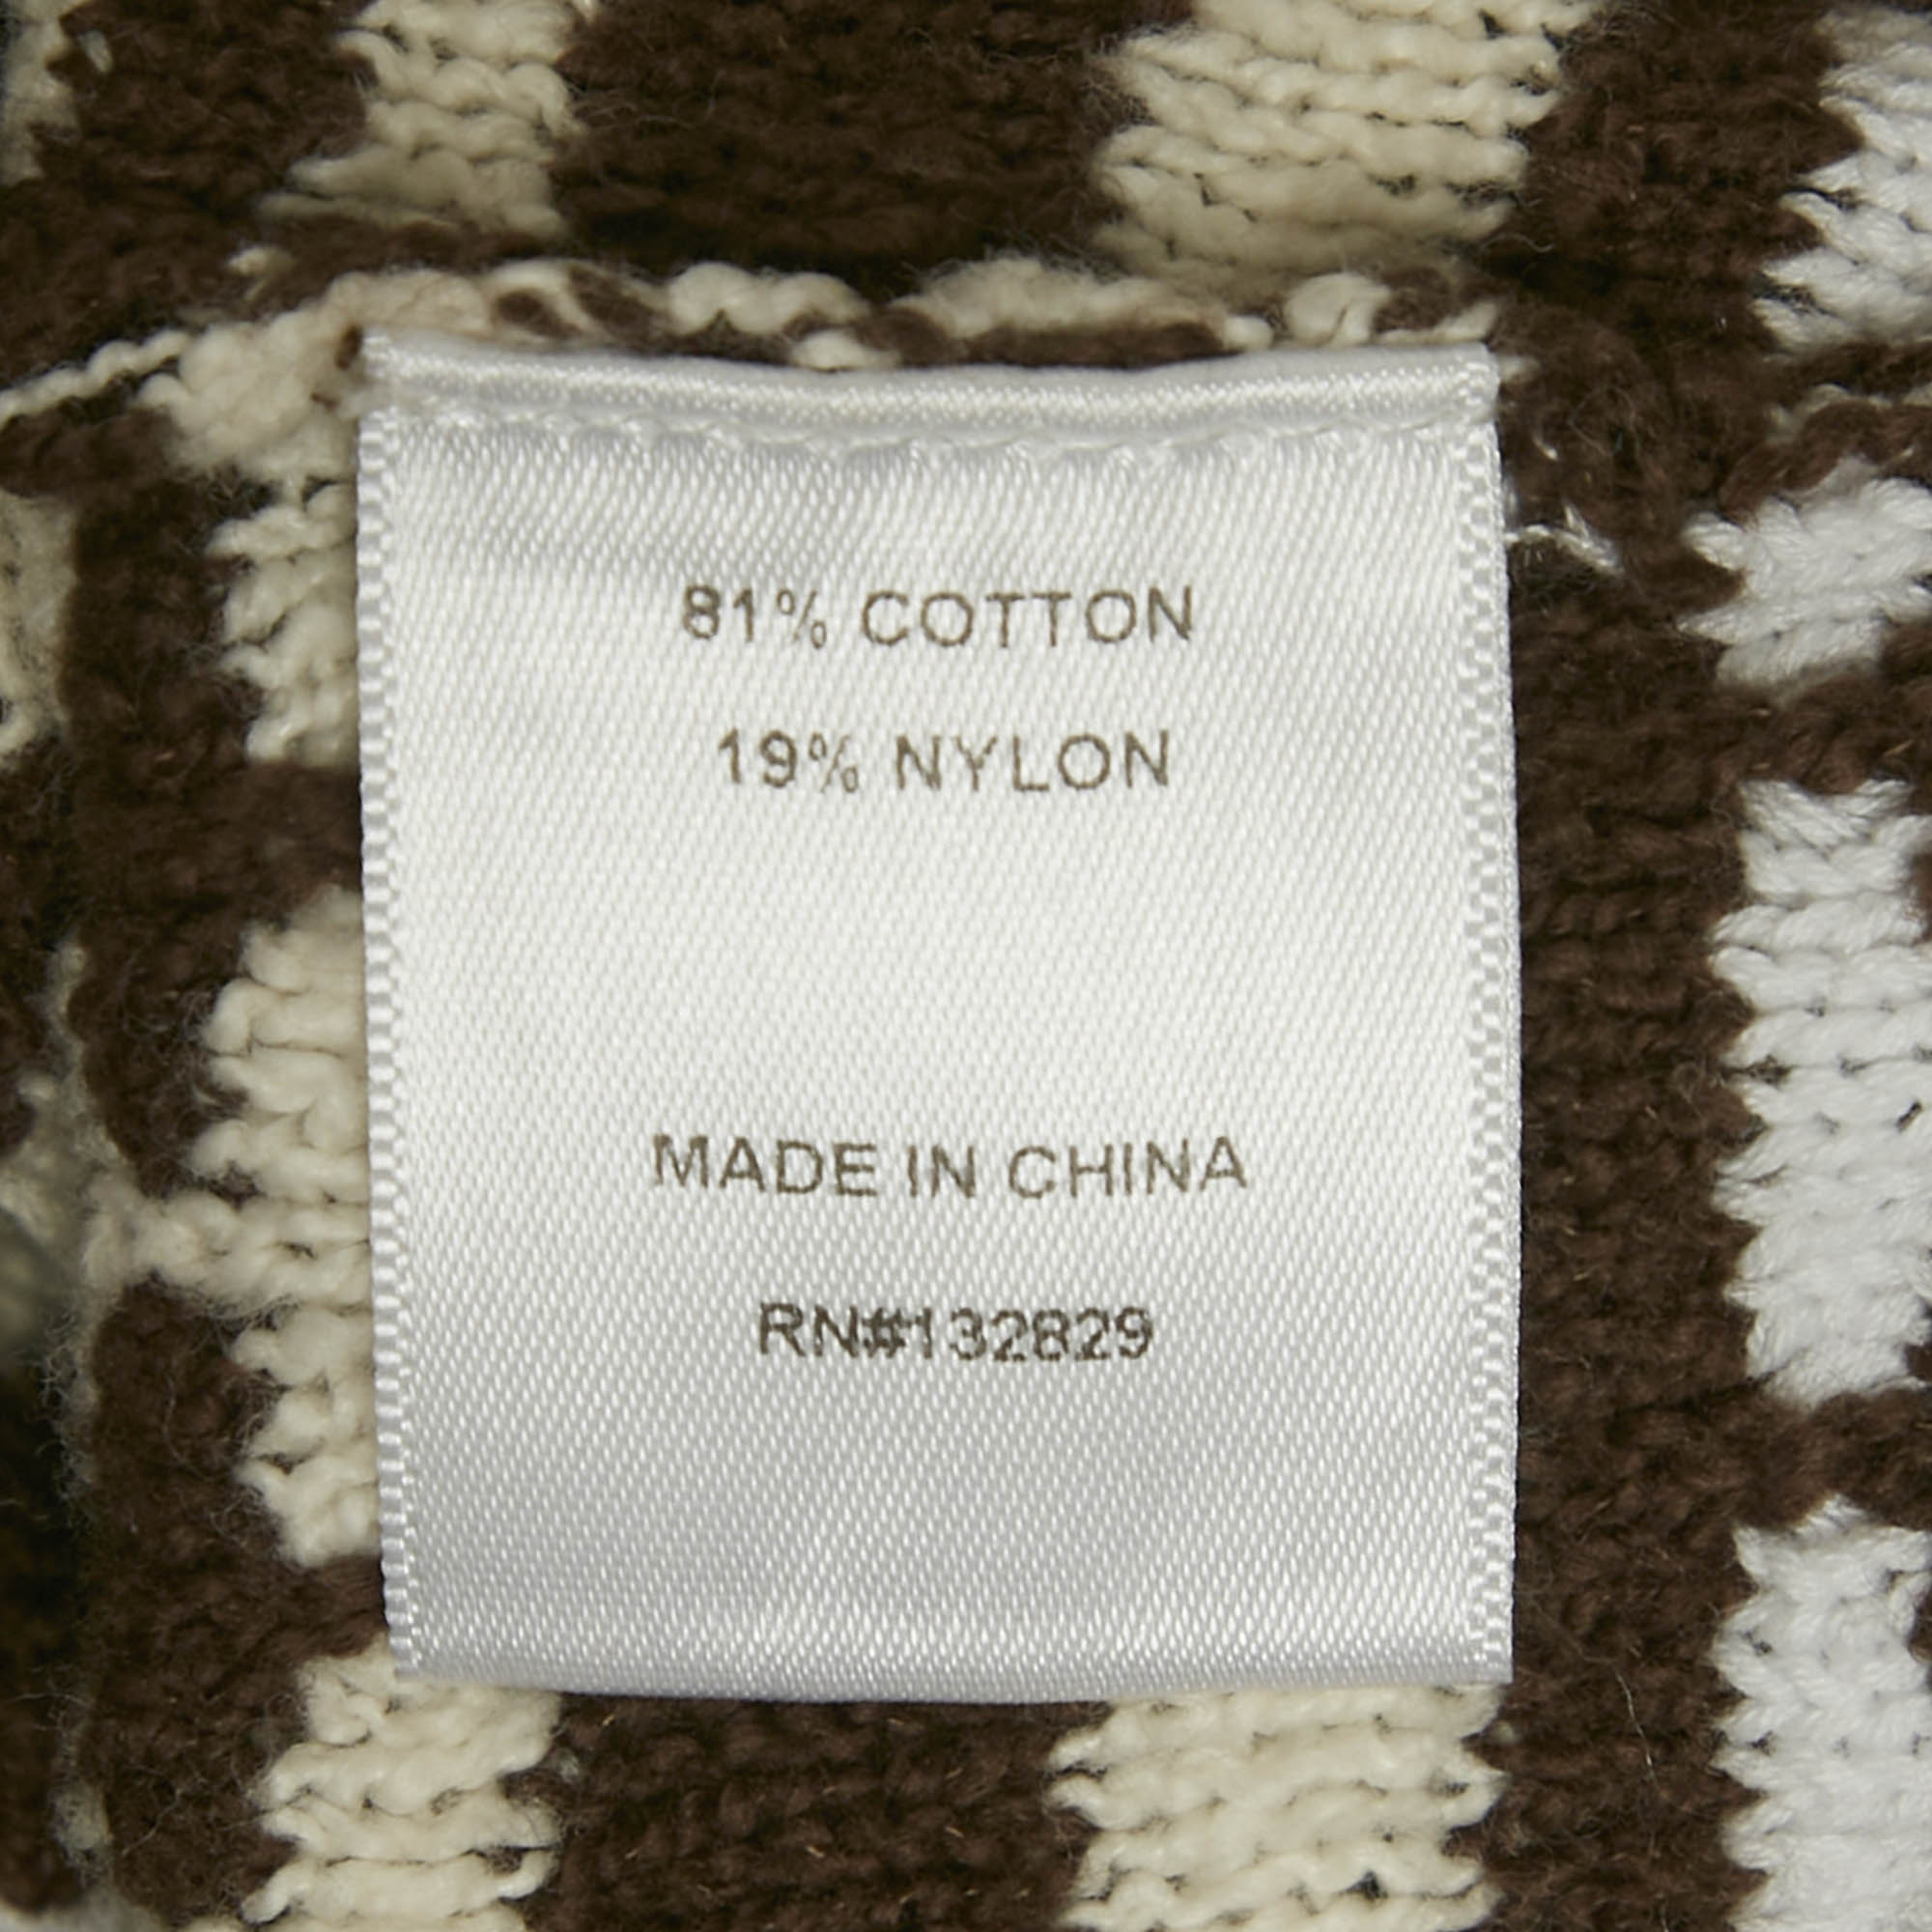 81% COTTON
19% NYLON
MADE IN CHINA
RN#132829